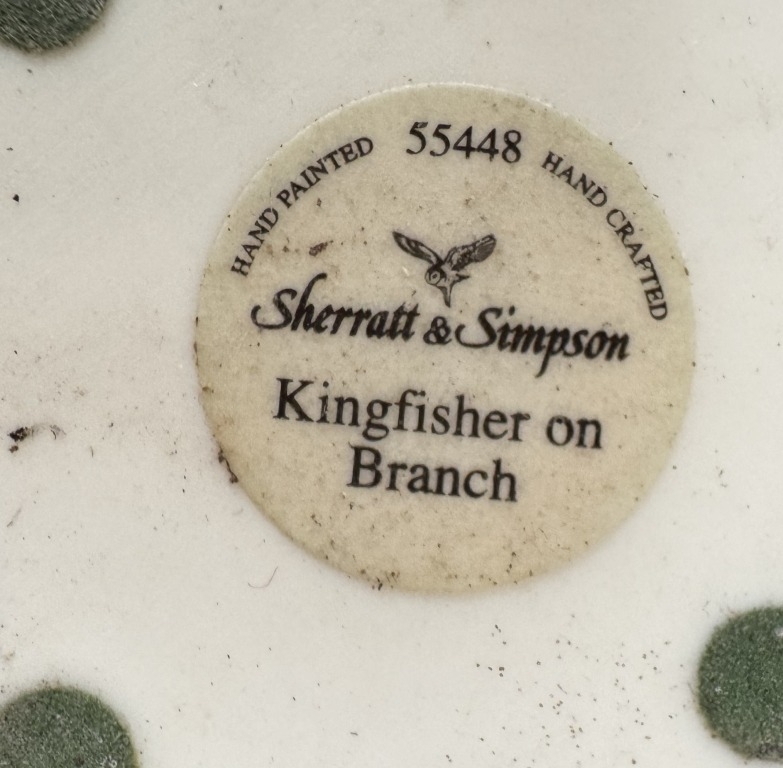 HAND PAINTED 55448 HAND CRAFTED
Sherratt & Simpson
Kingfisher on
Branch